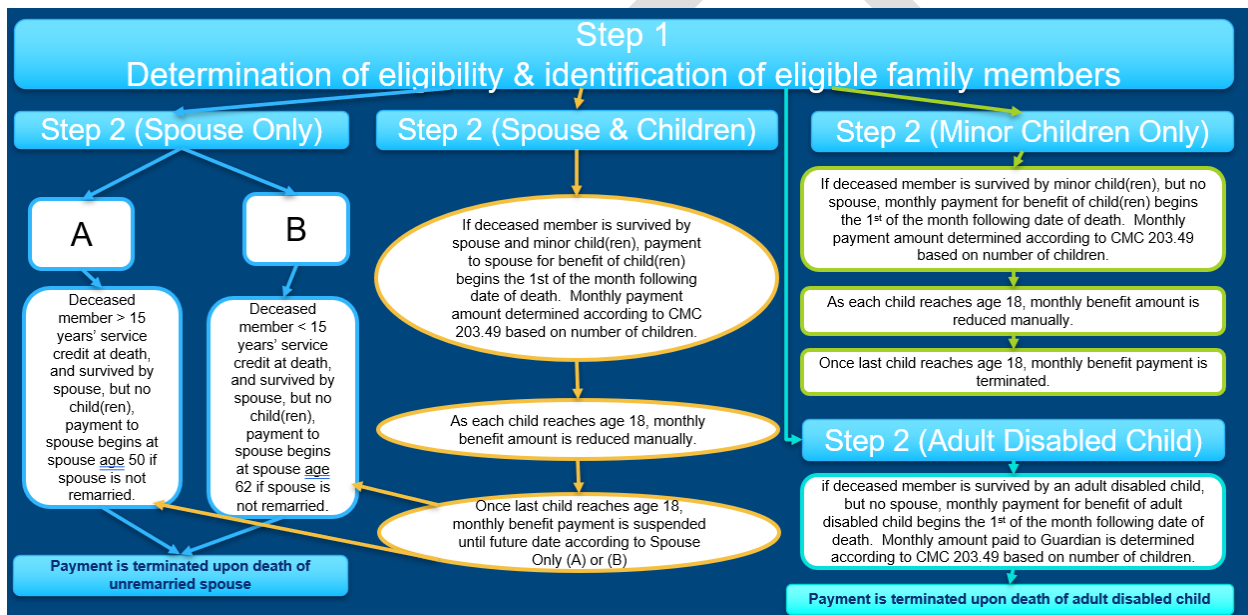 Step 1
Determination of eligibility & identification of eligible family members
Step 2 (Spouse Only)
A
B
Deceased
member > 15
years’ service
credit at death,
and survived by
spouse, but no
child(ren),
payment to
spouse begins at
spouse age 50 if
spouse is not
remarried.
Deceased
member < 15
years’ service
credit at death,
and survived by
spouse, but no
child(ren),
payment to
spouse begins
at spouse age
62 if spouse is
not remarried.
Payment is terminated upon death of
unremarried spouse
Step 2 (Spouse & Children)
If deceased member is survived by
spouse and minor child(ren), payment
to spouse for benefit of child(ren)
begins the 1st of the month following
date of death. Monthly payment
amount determined according to CMC
203.49 based on number of children.
As each child reaches age 18, monthly
benefit amount is reduced manually.
Once last child reaches age 18,
monthly benefit payment is suspended
until future date according to Spouse
Only (A) or (B)
Step 2 (Minor Children Only)
If deceased member is survived by minor child(ren), but no
spouse, monthly payment for benefit of child(ren) begins
the 1st of the month following date of death. Monthly
payment amount determined according to CMC 203.49
based on number of children.
As each child reaches age 18, monthly benefit amount is
reduced manually.
Once last child reaches age 18, monthly benefit payment is
terminated.
Step 2 (Adult Disabled Child)
if deceased member is survived by an adult disabled child,
but no spouse, monthly payment for benefit of adult
disabled child begins the 1st of the month following date of
death. Monthly amount paid to Guardian is determined
according to CMC 203.49 based on number of children.
Payment is terminated upon death of adult disabled child